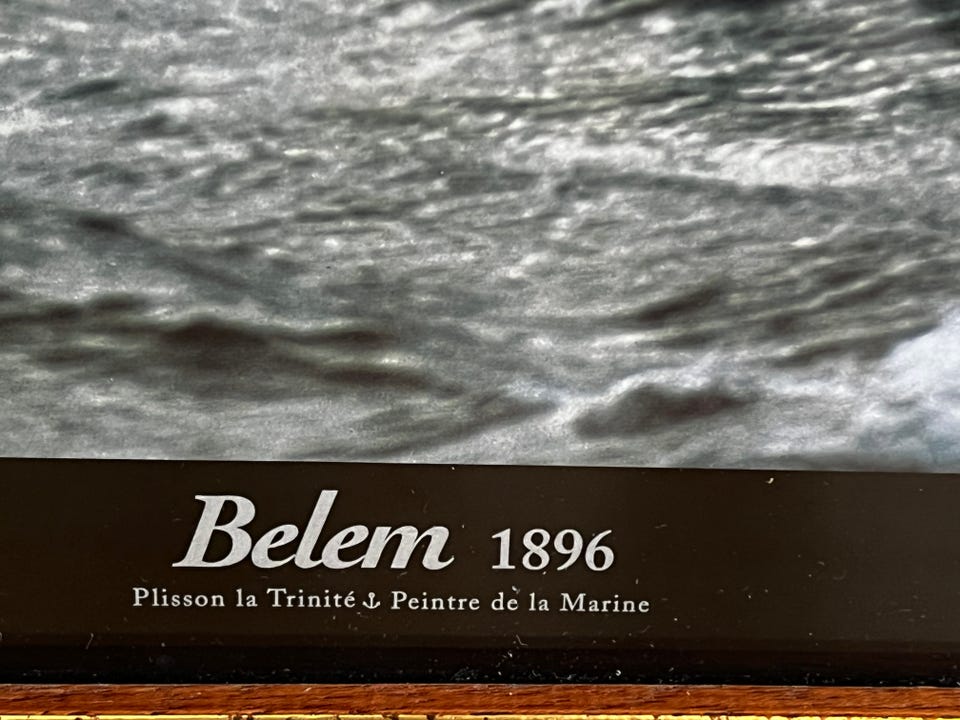 Belem 1896
Plisson la Trinité ⚓ Peintre de la Marine